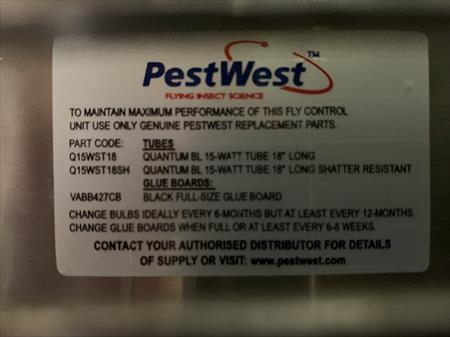 PestWest™
FLYING INSECT SCIENCE
TO MAINTAIN MAXIMUM PERFORMANCE OF THIS FLY CONTROL
UNIT USE ONLY GENUINE PESTWEST REPLACEMENT PARTS.
PART CODE: TUBES
Q15WST18 QUANTUM BL 15-WATT TUBE 18" LONG
Q15WST18SH QUANTUM BL 15-WATT TUBE 18" LONG SHATTER RESISTANT
GLUE BOARDS:
VABB427CB BLACK FULL-SIZE GLUE BOARD
CHANGE BULBS IDEALLY EVERY 6-MONTHS BUT AT LEAST EVERY 12-MONTHS.
CHANGE GLUE BOARDS WHEN FULL OR AT LEAST EVERY 6-8 WEEKS.
CONTACT YOUR AUTHORISED DISTRIBUTOR FOR DETAILS
OF SUPPLY OR VISIT: www.pestwest.com